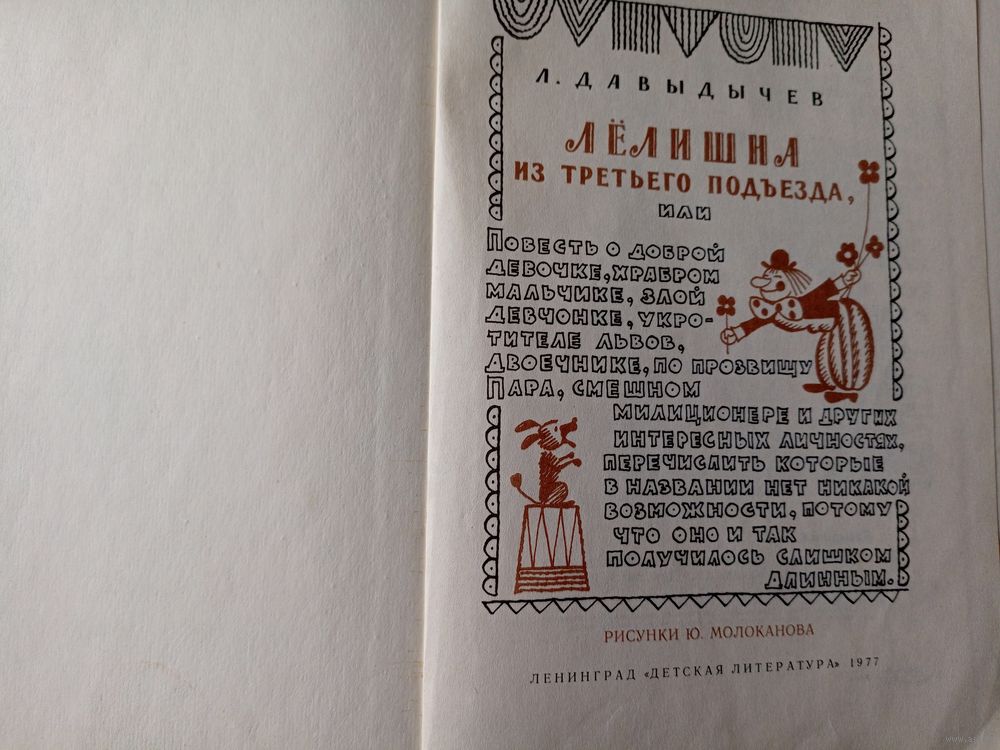 Л. ДАВЫДЫЧЕВ
ЛЁЛИШНА
ИЗ ТРЕТЬЕГО ПОДЪЕЗДА,
ИЛИ
ПОВЕСТЬ О ДОБРОЙ
ДЕВОЧКЕ, ХРАБРОМ
МАЛЬЧИКЕ, ЗЛОЙ
ДЕВЧОНКЕ, УКРО-
ТИТЕЛЕ ЛЬВОВ,
ДВОЕЧНИКЕ, ПО ПРОЗВИЩУ
ПАРА, СМЕШНОМ
МИЛИЦИОНЕРЕ И ДРУГИХ
ИНТЕРЕСНЫХ ЛИЧНОСТЯХ,
ПЕРЕЧИСЛИТЬ КОТОРЫЕ
В НАЗВАНИИ НЕТ НИКАКОЙ
ВОЗМОЖНОСТИ, ПОТОМУ
ЧТО ОНО И ТАК
ПОЛУЧИЛОСЬ СЛИШКОМ
ДЛИННЫМ.
РИСУНКИ Ю. МОЛОКАНОВА
ЛЕНИНГРАД «ДЕТСКАЯ ЛИТЕРАТУРА» 1977